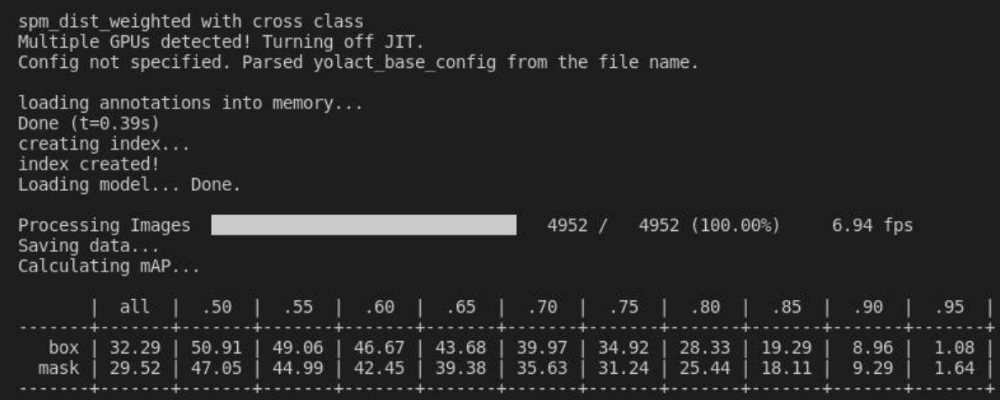 spm_dist_weighted with cross class
Multiple GPUs detected! Turning off JIT.
Config not specified. Parsed yolact_base_config from the file name.
loading annotations into memory...
Done (t=0.39s)
creating index...
index created!
Loading model... Done.
Processing Images 4952 / 4952 (100.00%) 6.94 fps
Saving data...
Calculating mAP...
| all | .50 | .55 | .60 | .65 | .70 | .75 | .80 | .85 | .90 | .95 |
-------+-------+-------+-------+-------+-------+-------+-------+-------+-------+-------+-------+
box | 32.29 | 50.91 | 49.06 | 46.67 | 43.68 | 39.97 | 34.92 | 28.33 | 19.29 | 8.96 | 1.08 |
mask | 29.52 | 47.05 | 44.99 | 42.45 | 39.38 | 35.63 | 31.24 | 25.44 | 18.11 | 9.29 | 1.64 |
-------+-------+-------+-------+-------+-------+-------+-------+-------+-------+-------+-------+